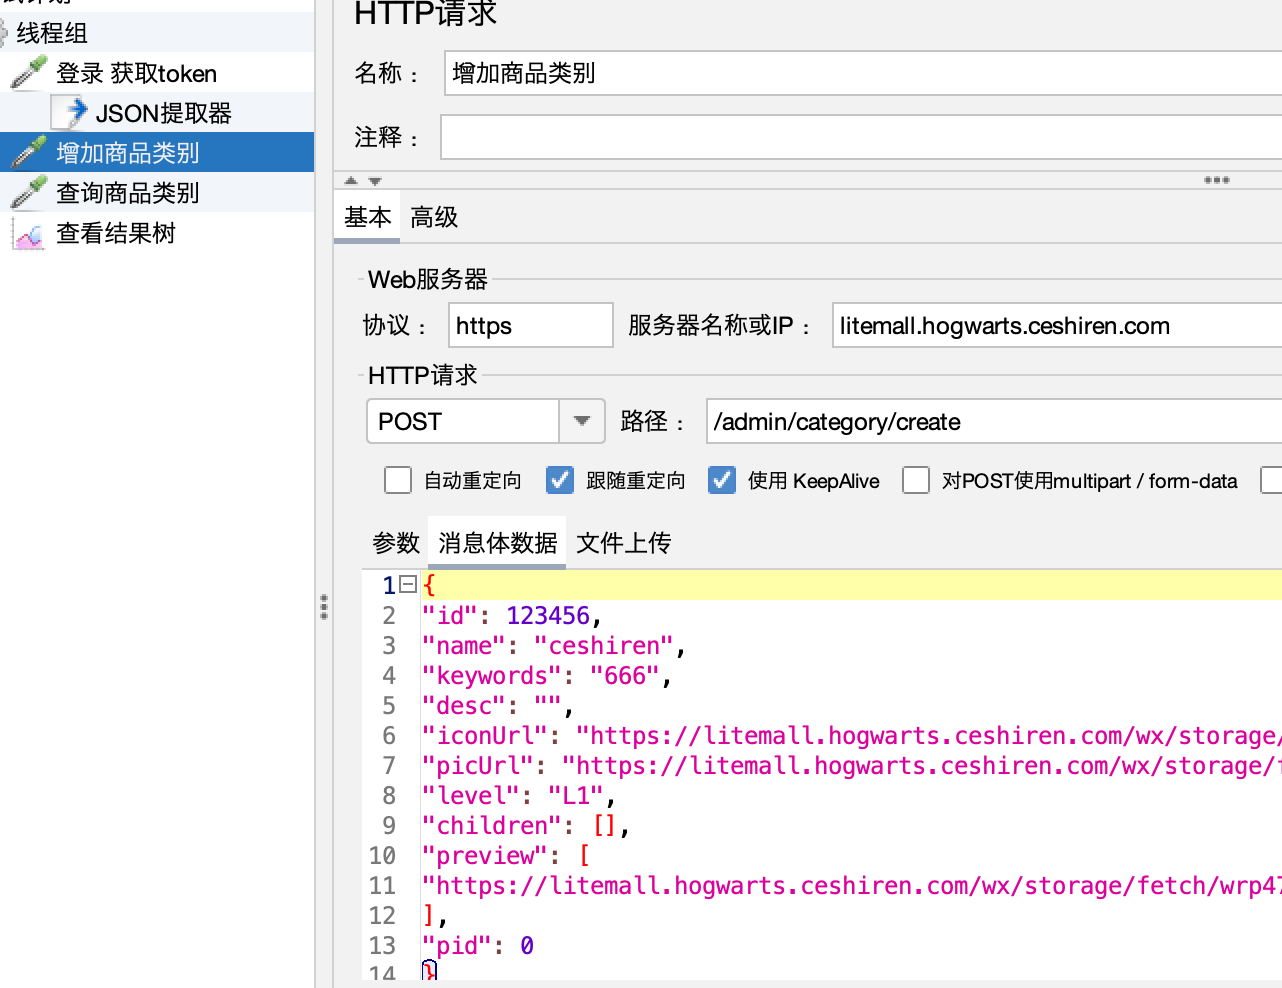 线程组
登录 获取token
JSON提取器
增加商品类别
查询商品类别
查看结果树
HTTP请求
名称：
增加商品类别
注释：
基本 高级
Web服务器
协议： https 服务器名称或IP： litemall.hogwarts.ceshiren.com
HTTP请求
POST 路径： /admin/category/create
自动重定向 跟随重定向 使用 KeepAlive 对POST使用multipart / form-data
参数 消息体数据 文件上传
1 {
2 "id": 123456,
3 "name": "ceshiren",
4 "keywords": "666",
5 "desc": "",
6 "iconUrl": "https://litemall.hogwarts.ceshiren.com/wx/storage/
7 "picUrl": "https://litemall.hogwarts.ceshiren.com/wx/storage/f
8 "level": "L1",
9 "children": [],
10 "preview": [
11 "https://litemall.hogwarts.ceshiren.com/wx/storage/fetch/wrp47
12 ],
13 "pid": 0
14 }